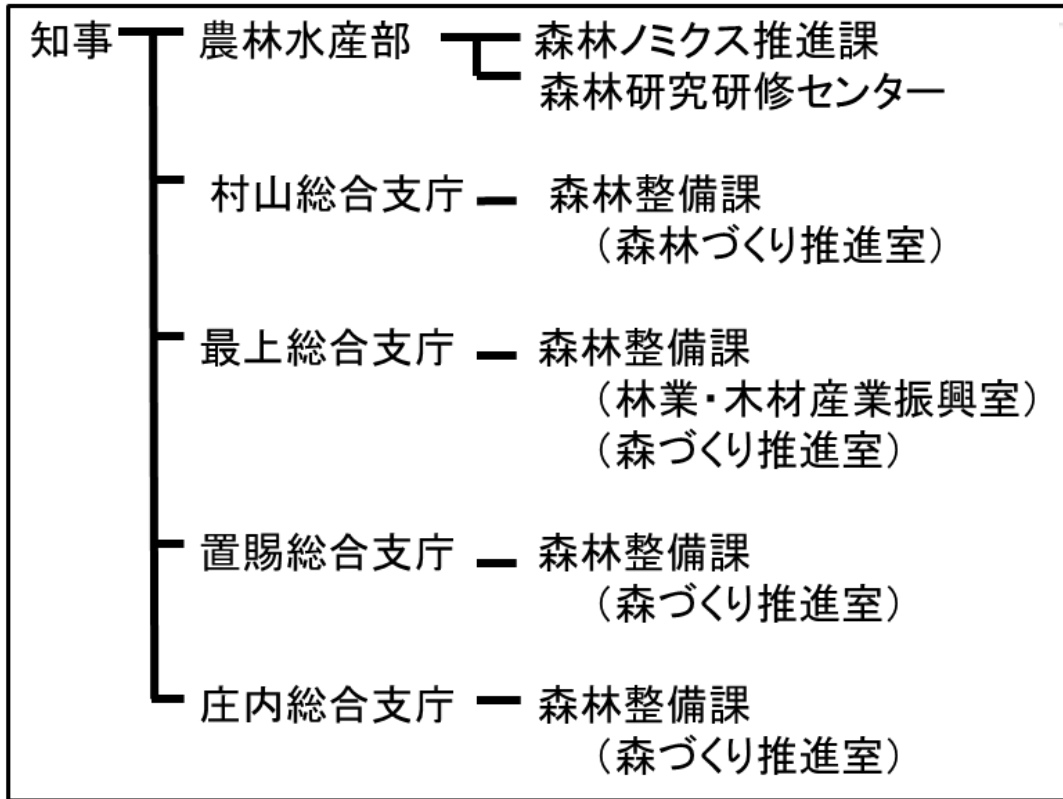 知事 農林水産部 森林ノミクス推進課
森林研究研修センター
村山総合支庁 森林整備課
（森林づくり推進室）
最上総合支庁 森林整備課
（林業・木材産業振興室）
（森づくり推進室）
置賜総合支庁 森林整備課
（森づくり推進室）
庄内総合支庁 森林整備課
（森づくり推進室）